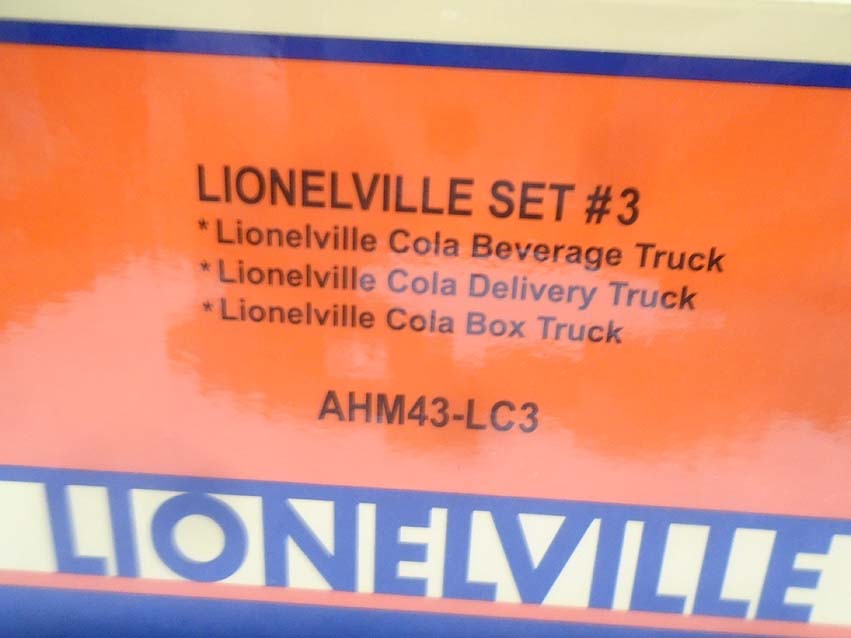 LIONELVILLE SET #3
*Lionelville Cola Beverage Truck
*Lionelville Cola Delivery Truck
*Lionelville Cola Box Truck
AHM43-LC3
LIONELVILLE